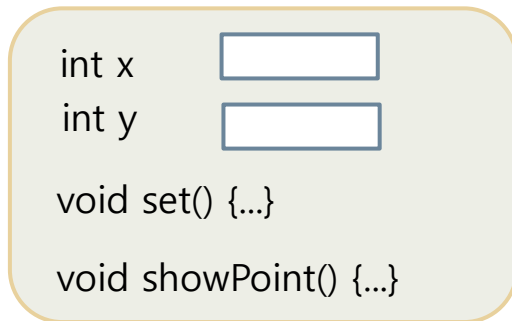 int x
int y
void set() {...}
void showPoint() {...}